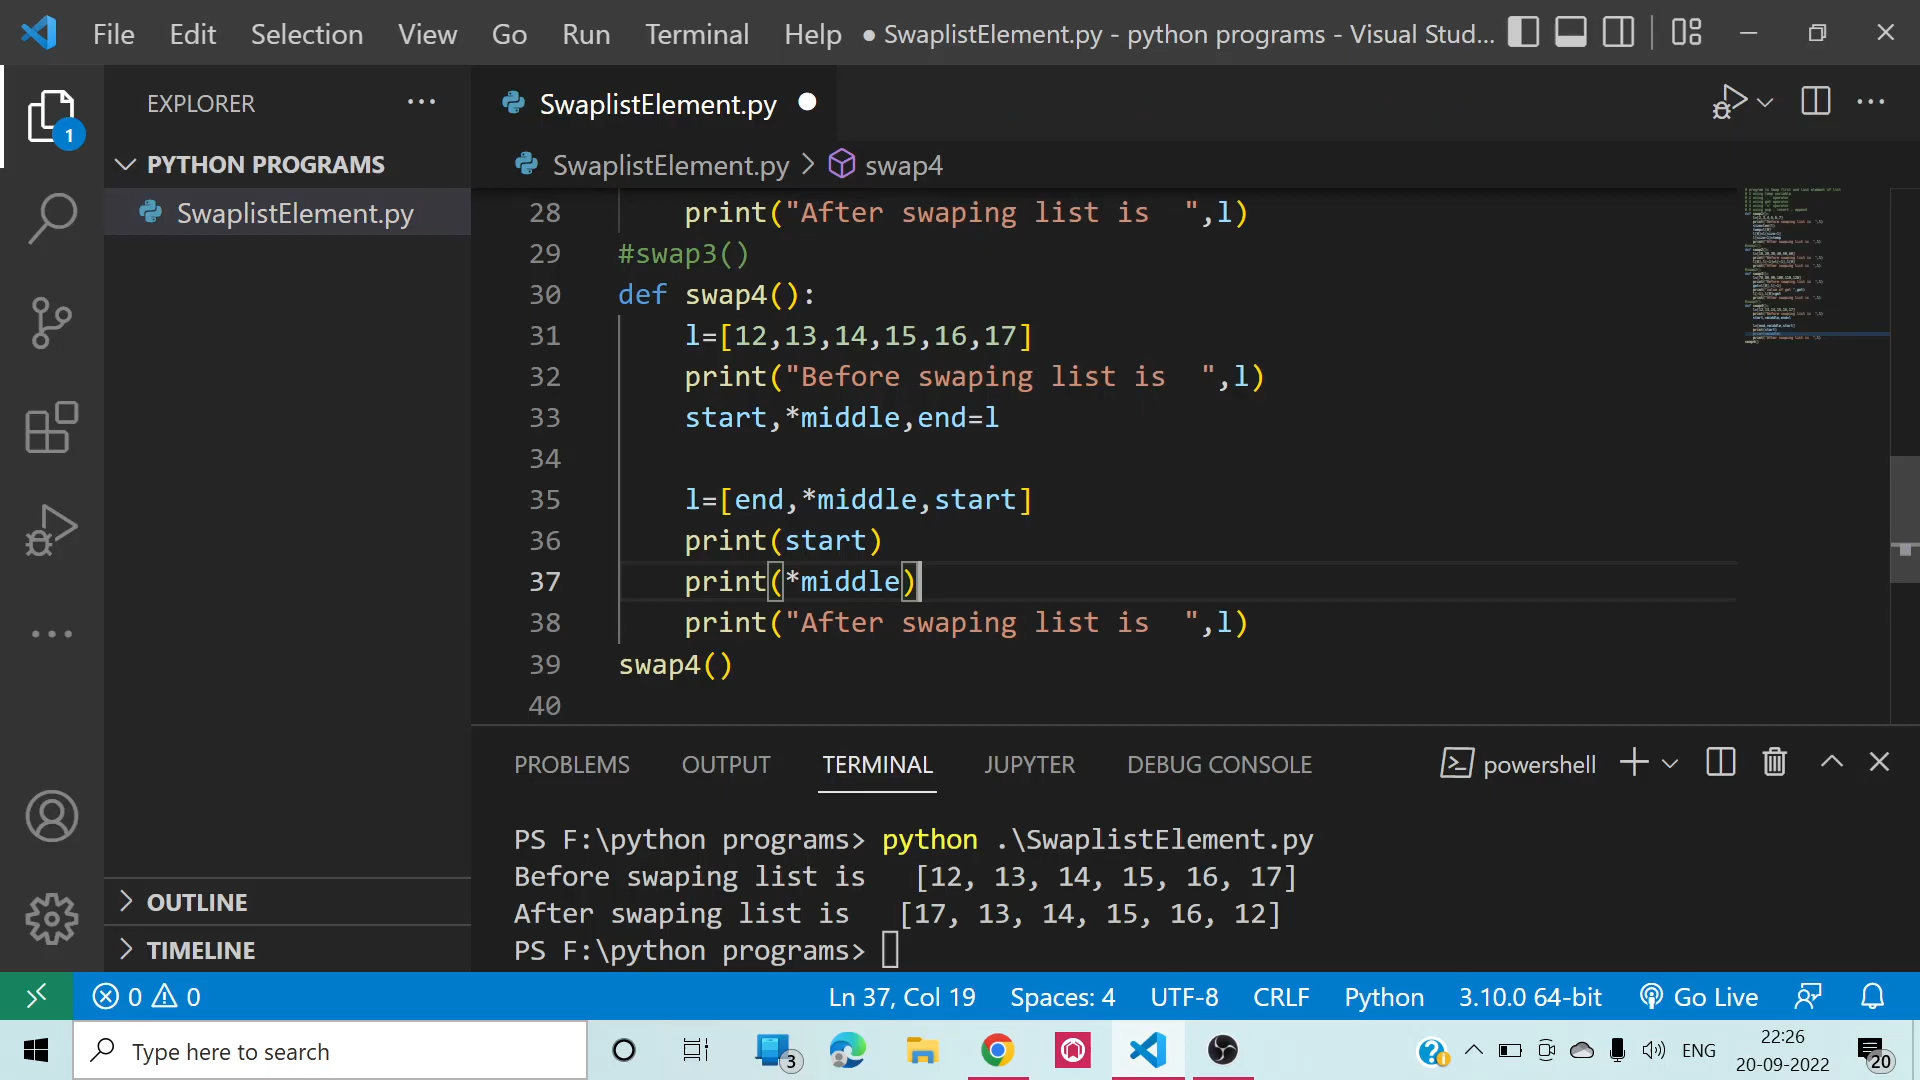 File Edit Selection View Go Run Terminal Help ● SwaplistElement.py - python programs - Visual Stud...
EXPLORER ...
SwaplistElement.py ●
1
PYTHON PROGRAMS
SwaplistElement.py > swap4
SwaplistElement.py
28 print("After swaping list is  ",l)
29 #swap3()
30 def swap4():
31 l=[12,13,14,15,16,17]
32 print("Before swaping list is  ",l)
33 start,*middle,end=l
34
35 l=[end,*middle,start]
36 print(start)
37 print(*middle)
38 print("After swaping list is  ",l)
39 swap4()
40
PROBLEMS OUTPUT TERMINAL JUPYTER DEBUG CONSOLE powershell
PS F:\python programs> python .\SwaplistElement.py
Before swaping list is   [12, 13, 14, 15, 16, 17]
After swaping list is   [17, 13, 14, 15, 16, 12]
PS F:\python programs>
OUTLINE
TIMELINE
0 0 Ln 37, Col 19 Spaces: 4 UTF-8 CRLF Python 3.10.0 64-bit Go Live
Type here to search 3 ENG 22:26
20-09-2022 20